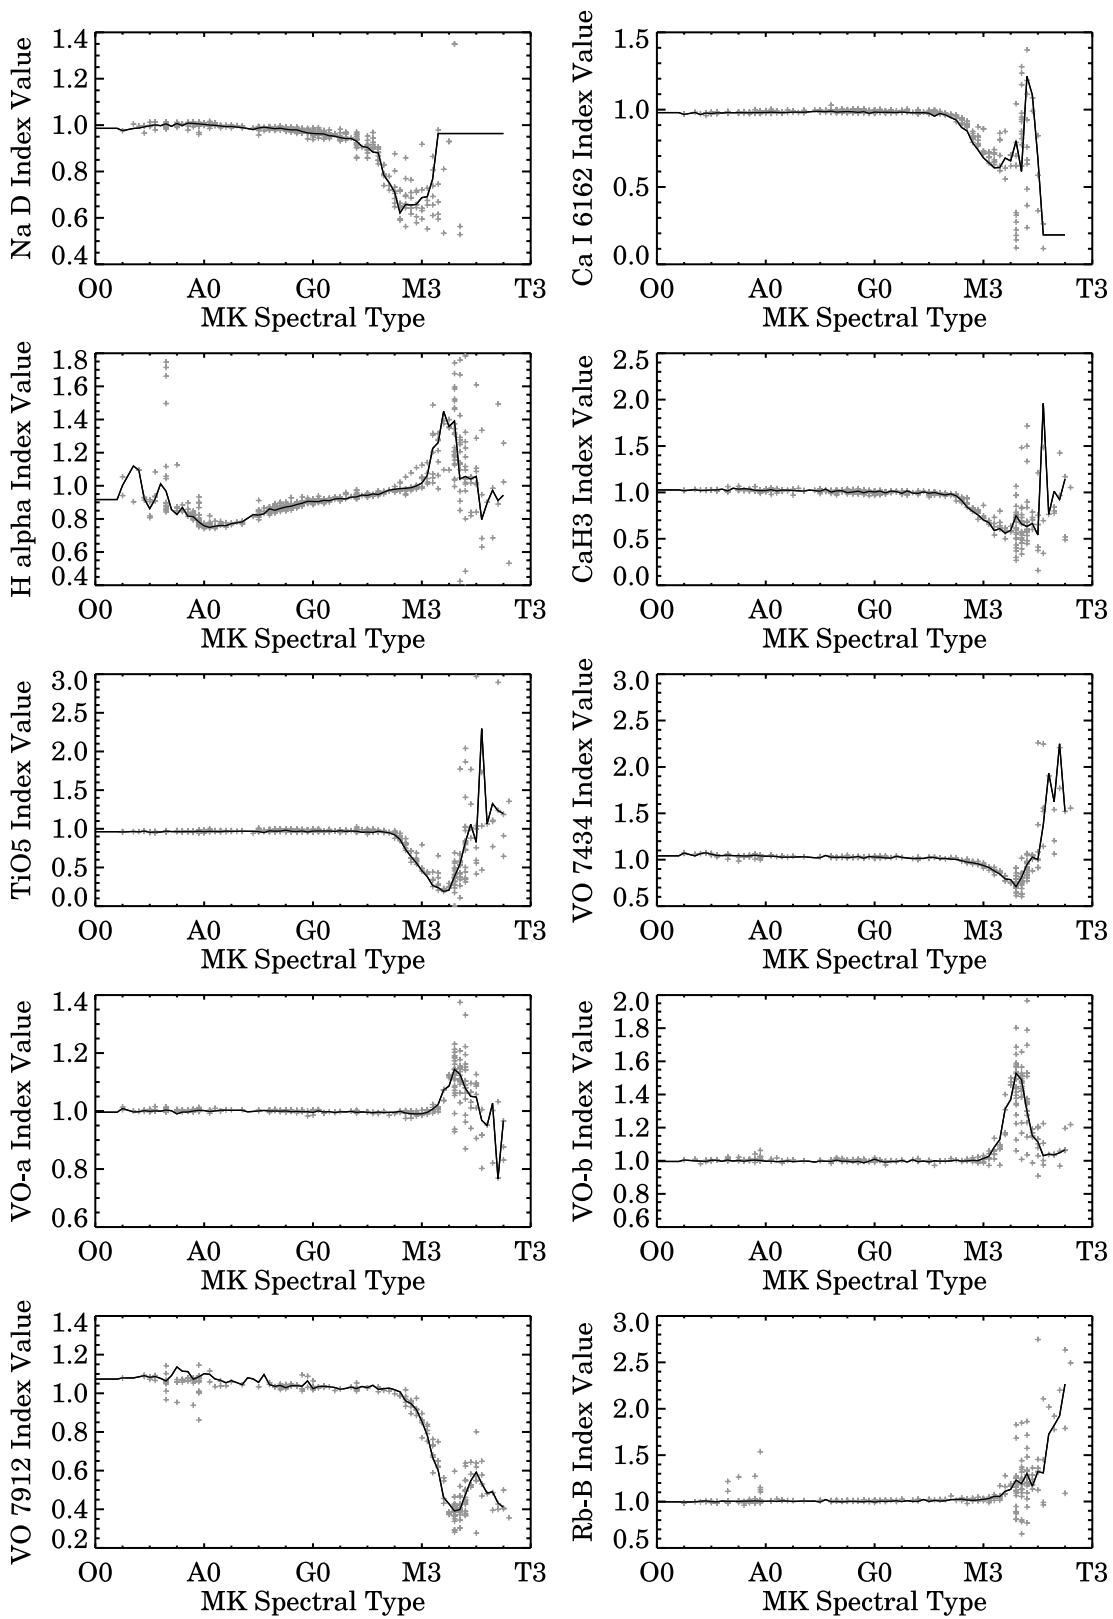 Na D Index Value
1.4
1.2
1.0
0.8
0.6
0.4
O0 A0 G0 M3 T3
MK Spectral Type
Ca I 6162 Index Value
1.5
1.0
0.5
0.0
O0 A0 G0 M3 T3
MK Spectral Type
H alpha Index Value
1.8
1.6
1.4
1.2
1.0
0.8
0.6
0.4
O0 A0 G0 M3 T3
MK Spectral Type
CaH3 Index Value
2.5
2.0
1.5
1.0
0.5
0.0
O0 A0 G0 M3 T3
MK Spectral Type
TiO5 Index Value
3.0
2.5
2.0
1.5
1.0
0.5
0.0
O0 A0 G0 M3 T3
MK Spectral Type
VO 7434 Index Value
3.0
2.5
2.0
1.5
1.0
0.5
O0 A0 G0 M3 T3
MK Spectral Type
VO-a Index Value
1.4
1.2
1.0
0.8
0.6
O0 A0 G0 M3 T3
MK Spectral Type
VO-b Index Value
2.0
1.8
1.6
1.4
1.2
1.0
0.8
0.6
O0 A0 G0 M3 T3
MK Spectral Type
VO 7912 Index Value
1.4
1.2
1.0
0.8
0.6
0.4
0.2
O0 A0 G0 M3 T3
MK Spectral Type
Rb-B Index Value
3.0
2.5
2.0
1.5
1.0
0.5
O0 A0 G0 M3 T3
MK Spectral Type